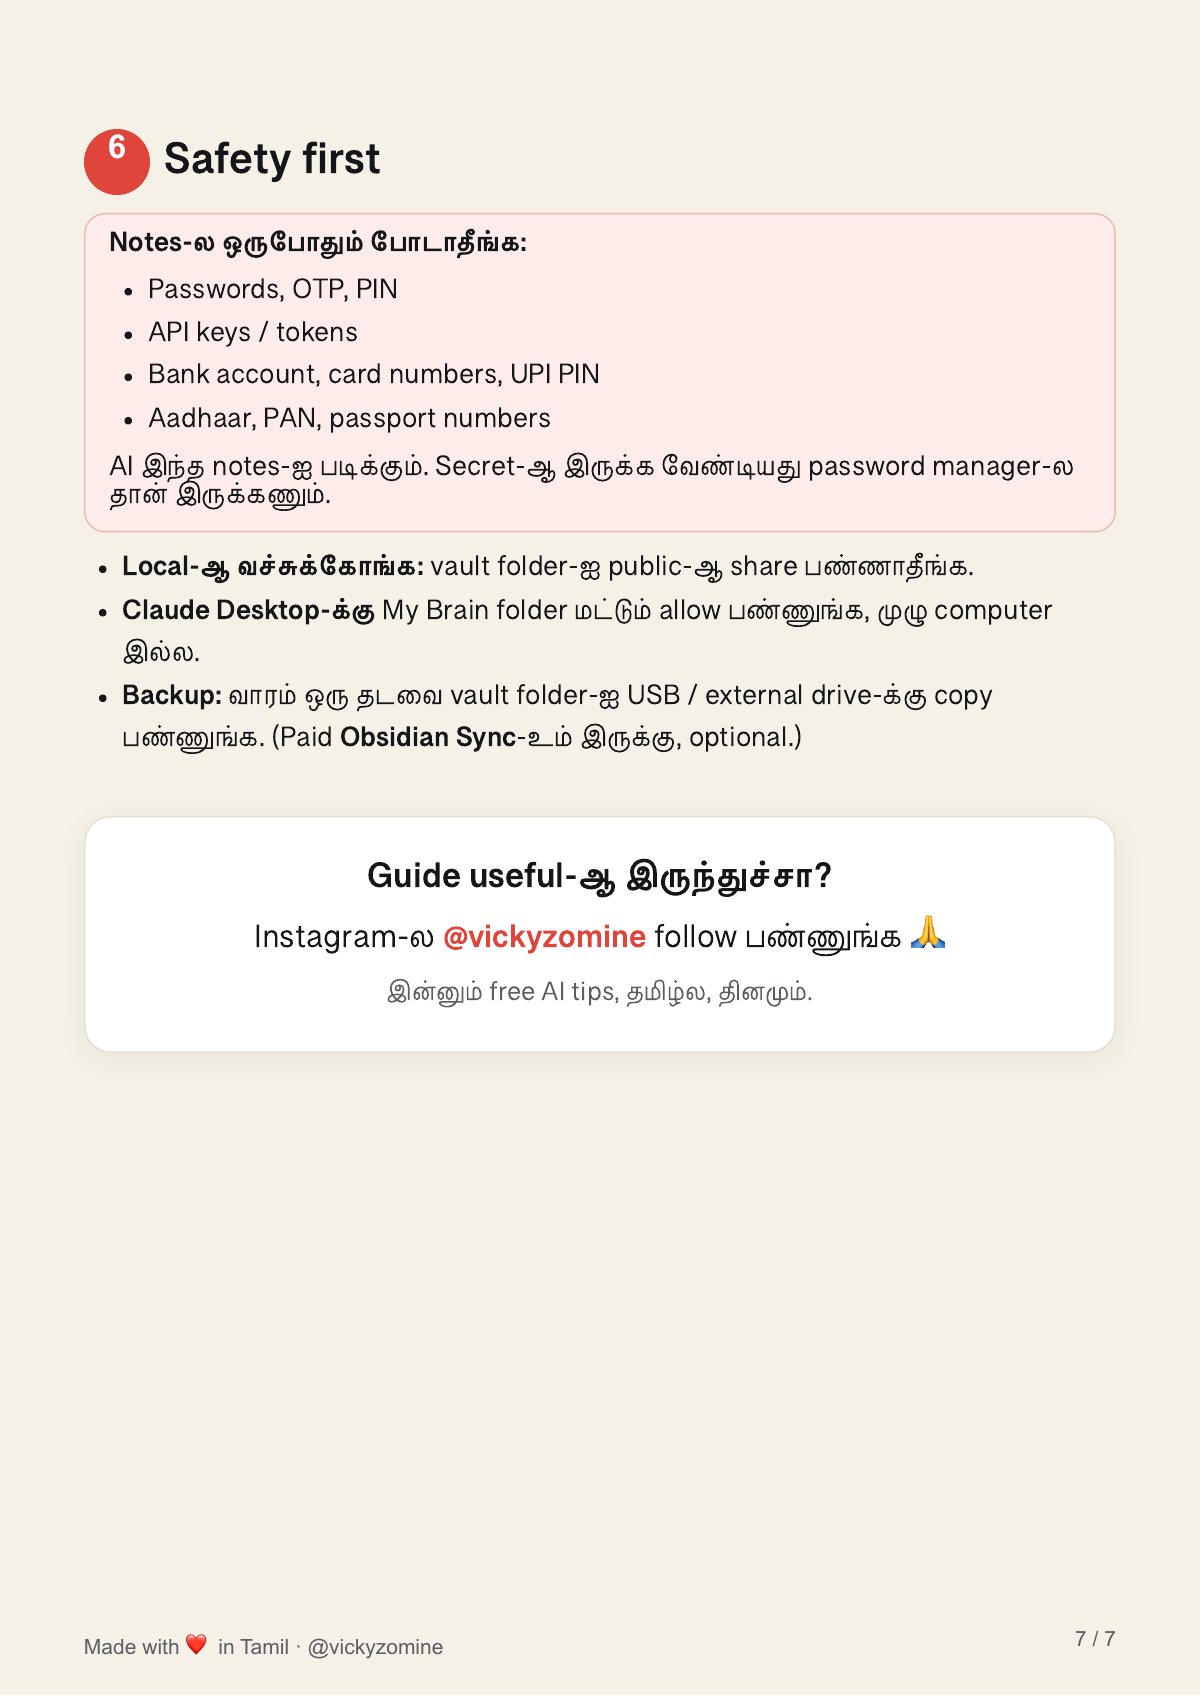 6
Safety first
Notes-ல ஒருபோதும் போடாதீங்க:
• Passwords, OTP, PIN
• API keys / tokens
• Bank account, card numbers, UPI PIN
• Aadhaar, PAN, passport numbers
AI இந்த notes-ஐ படிக்கும். Secret-ஆ இருக்க வேண்டியது password manager-ல
தான் இருக்கணும்.
• Local-ஆ வச்சுக்கோங்க: vault folder-ஐ public-ஆ share பண்ணாதீங்க.
• Claude Desktop-க்கு My Brain folder மட்டும் allow பண்ணுங்க, முழு computer
இல்ல.
• Backup: வாரம் ஒரு தடவை vault folder-ஐ USB / external drive-க்கு copy
பண்ணுங்க. (Paid Obsidian Sync-உம் இருக்கு, optional.)
Guide useful-ஆ இருந்துச்சா?
Instagram-ல @vickyzomine follow பண்ணுங்க 🙏
இன்னும் free AI tips, தமிழ்ல, தினமும்.
Made with ❤️ in Tamil · @vickyzomine
7 / 7